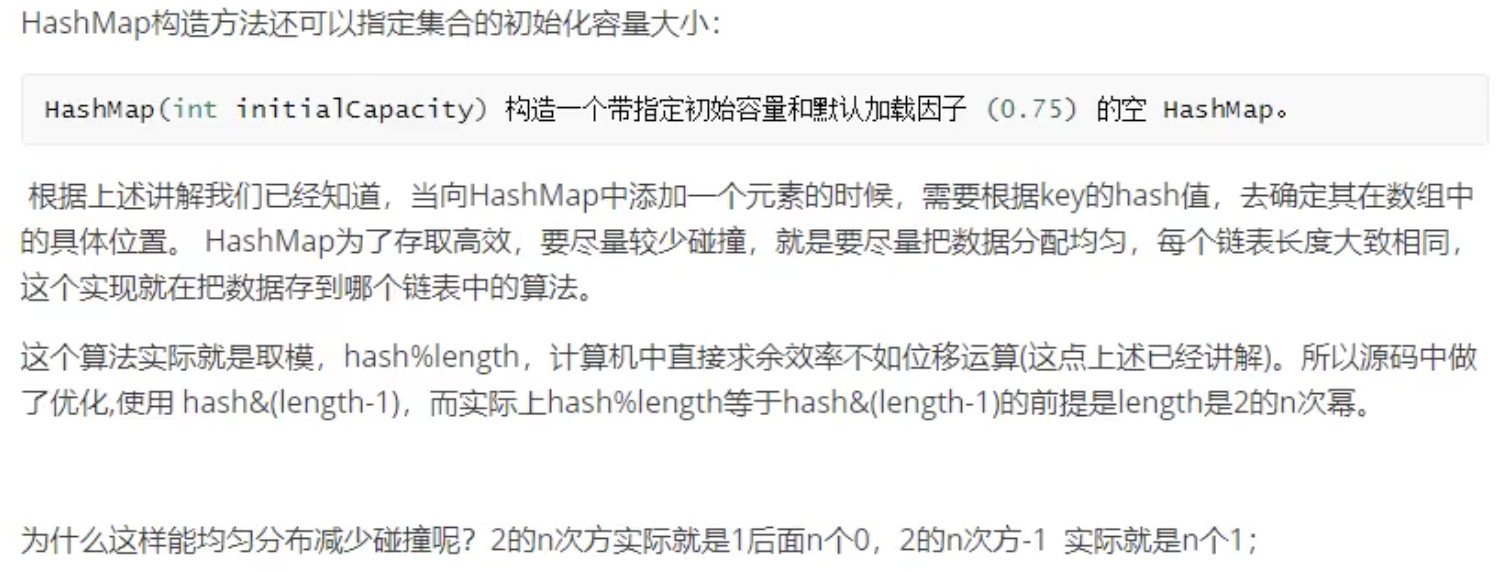 HashMap构造方法还可以指定集合的初始化容量大小：
HashMap(int initialCapacity) 构造一个带指定初始容量和默认加载因子 (0.75) 的空 HashMap。
根据上述讲解我们已经知道，当向HashMap中添加一个元素的时候，需要根据key的hash值，去确定其在数组中
的具体位置。 HashMap为了存取高效，要尽量较少碰撞，就是要尽量把数据分配均匀，每个链表长度大致相同，
这个实现就在把数据存到哪个链表中的算法。
这个算法实际就是取模，hash%length，计算机中直接求余效率不如位移运算(这点上述已经讲解)。所以源码中做
了优化,使用 hash&(length-1)，而实际上hash%length等于hash&(length-1)的前提是length是2的n次幂。
为什么这样能均匀分布减少碰撞呢？2的n次方实际就是1后面n个0，2的n次方-1 实际就是n个1；